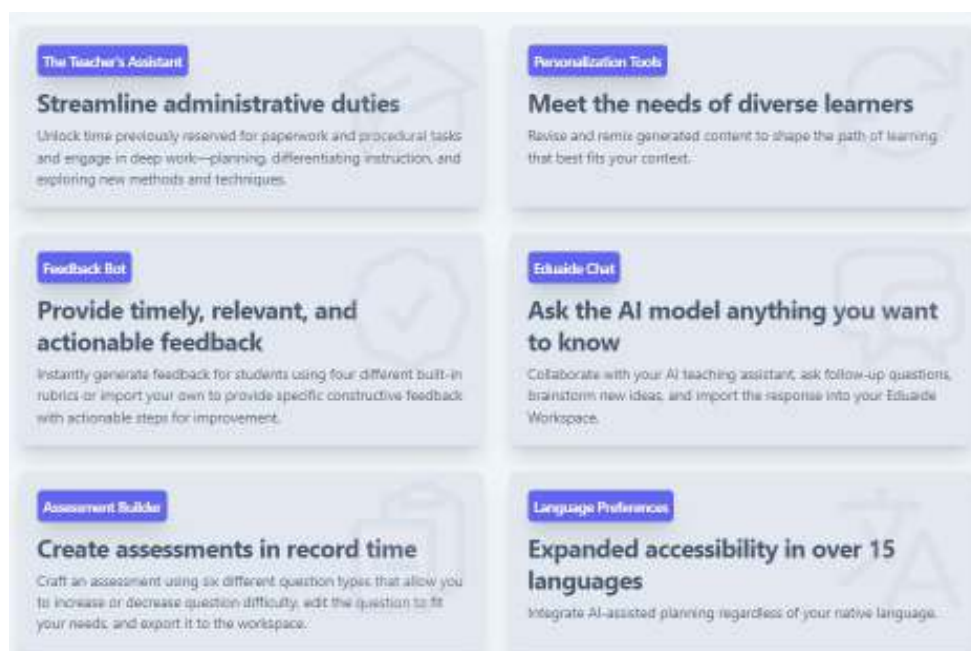 The Teacher's Assistant
Streamline administrative duties
Unlock time previously reserved for paperwork and procedural tasks
and engage in deep work—planning, differentiating instruction, and
exploring new methods and techniques.
Personalization Tools
Meet the needs of diverse learners
Revise and remix generated content to shape the path of learning
that best fits your context.
Feedback Bot
Provide timely, relevant, and
actionable feedback
Instantly generate feedback for students using four different built-in
rubrics or import your own to provide specific constructive feedback
with actionable steps for improvement.
Eduaide Chat
Ask the AI model anything you want
to know
Collaborate with your AI teaching assistant, ask follow-up questions,
brainstorm new ideas, and import the response into your Eduaide
Workspace.
Assessment Builder
Create assessments in record time
Craft an assessment using six different question types that allow you
to increase or decrease question difficulty, edit the question to fit
your needs, and export it to the workspace.
Language Preferences
Expanded accessibility in over 15
languages
Integrate AI-assisted planning regardless of your native language.